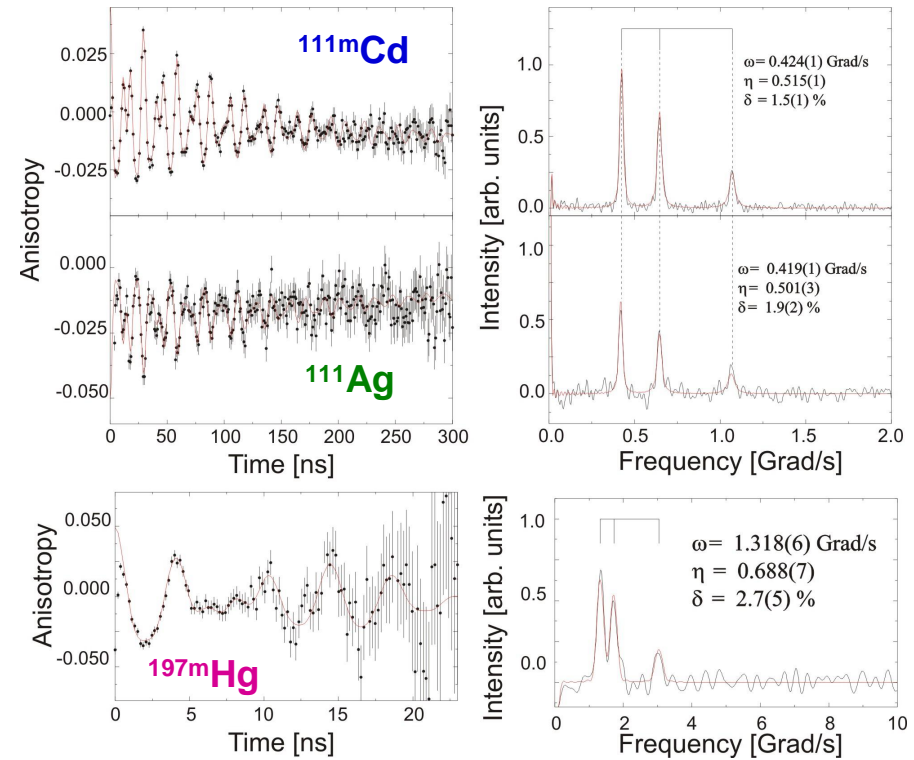 0.025
0.000
-0.025
111mCd
1.0
0.5
0.0
ω= 0.424(1) Grad/s
η = 0.515(1)
δ = 1.5(1) %
Anisotropy
Intensity [arb. units]
0.000
-0.025
-0.050
111Ag
1.0
0.5
0.0
ω= 0.419(1) Grad/s
η = 0.501(3)
δ = 1.9(2) %
0 50 75 100 125 150 175 200 225 250 275 300
Time [ns]
0.0 0.5 1.0 1.5 2.0
Frequency [Grad/s]
0.050
0.000
-0.050
Anisotropy
197mHg
0 5 10 15 20
Time [ns]
1.0
0.5
0.0
Intensity [arb. units]
ω= 1.318(6) Grad/s
η = 0.688(7)
δ = 2.7(5) %
0 2 4 6 8 10
Frequency [Grad/s]